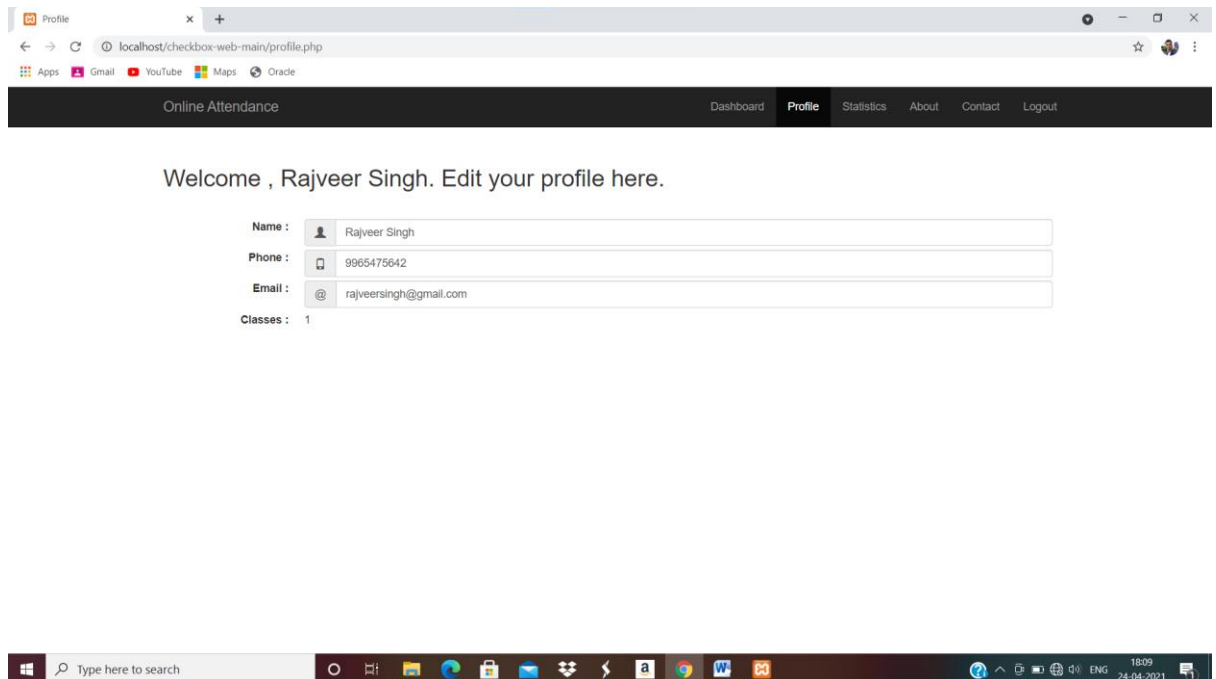 Profile
localhost/checkbox-web-main/profile.php
Apps Gmail YouTube Maps Oracle
Online Attendance Dashboard Profile Statistics About Contact Logout
Welcome , Rajveer Singh. Edit your profile here.
Name : Rajveer Singh
Phone : 9965475642
Email : @ rajveersingh@gmail.com
Classes : 1
Type here to search a W ENG 18:09
24-04-2021 1